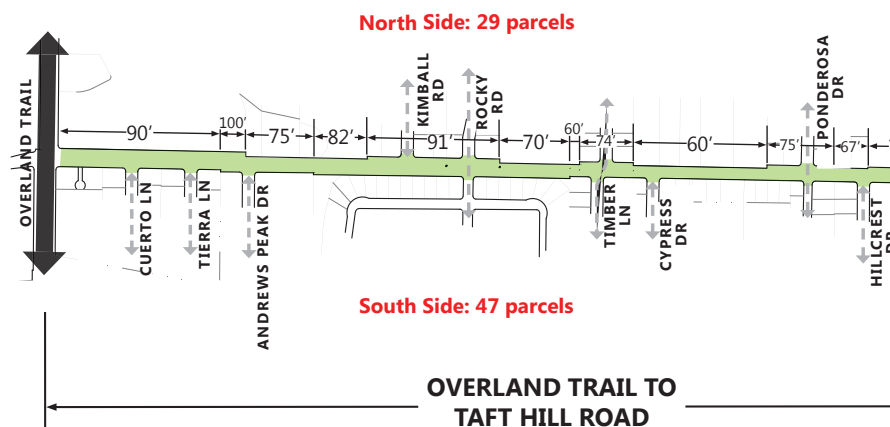 North Side: 29 parcels
OVERLAND TRAIL
90'
100'
75'
82'
91'
70'
60'
74'
60'
75'
67'
KIMBALL
RD
ROCKY
RD
PONDEROSA
DR
CUERTO LN
TIERRA LN
ANDREWS PEAK DR
TIMBER
LN
CYPRESS
DR
HILLCREST
DR
South Side: 47 parcels
OVERLAND TRAIL TO
TAFT HILL ROAD